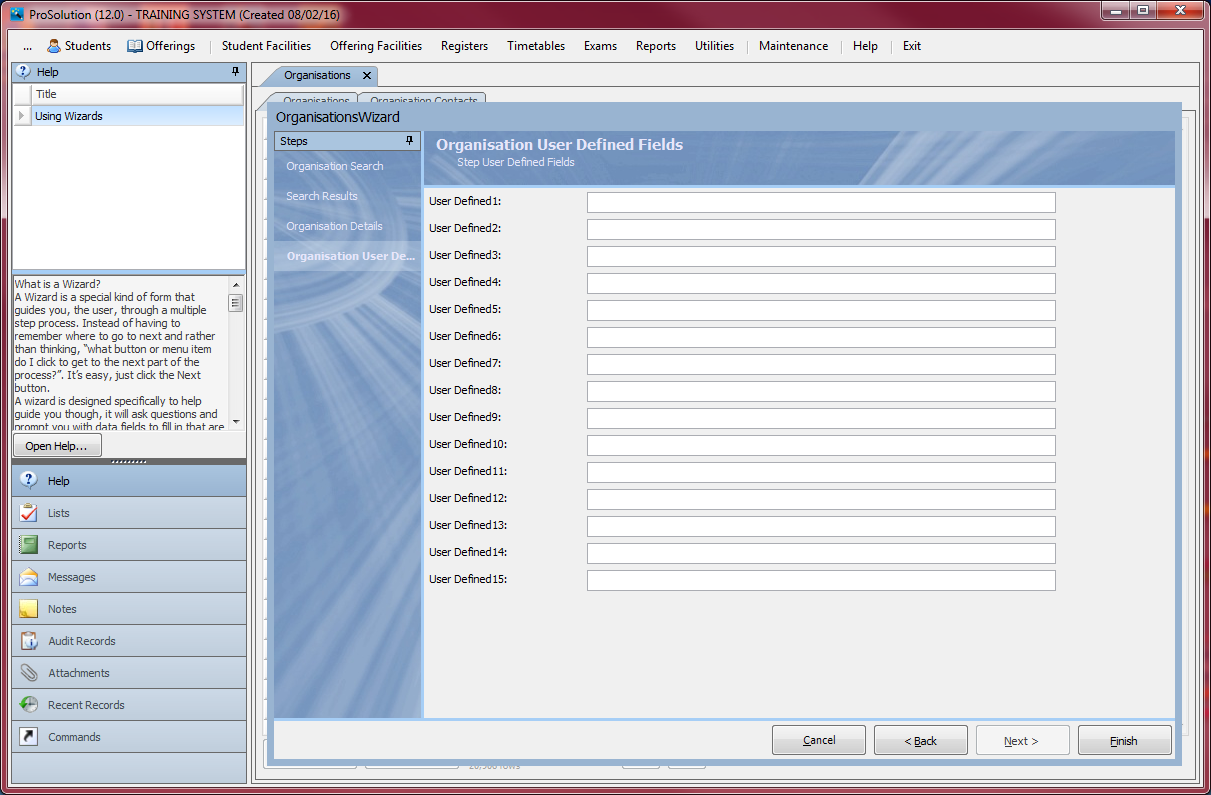 ProSolution (12.0) - TRAINING SYSTEM (Created 08/02/16)
... Students Offerings Student Facilities Offering Facilities Registers Timetables Exams Reports Utilities Maintenance Help Exit
Help
Title
Using Wizards
What is a Wizard?
A Wizard is a special kind of form that
guides you, the user, through a multiple
step process. Instead of having to
remember where to go to next and rather
than thinking, "what button or menu item
do I click to get to the next part of the
process?". It's easy, just click the Next
button.
A wizard is designed specifically to help
guide you though, it will ask questions and
prompt you with data fields to fill in that are
Open Help...
Help
Lists
Reports
Messages
Notes
Audit Records
Attachments
Recent Records
Commands
Organisations
Organisations Organisation Contacts
OrganisationsWizard
Steps
Organisation Search
Search Results
Organisation Details
Organisation User De...
Organisation User Defined Fields
Step User Defined Fields
User Defined1:
User Defined2:
User Defined3:
User Defined4:
User Defined5:
User Defined6:
User Defined7:
User Defined8:
User Defined9:
User Defined10:
User Defined11:
User Defined12:
User Defined13:
User Defined14:
User Defined15:
Cancel < Back Next > Finish
rows